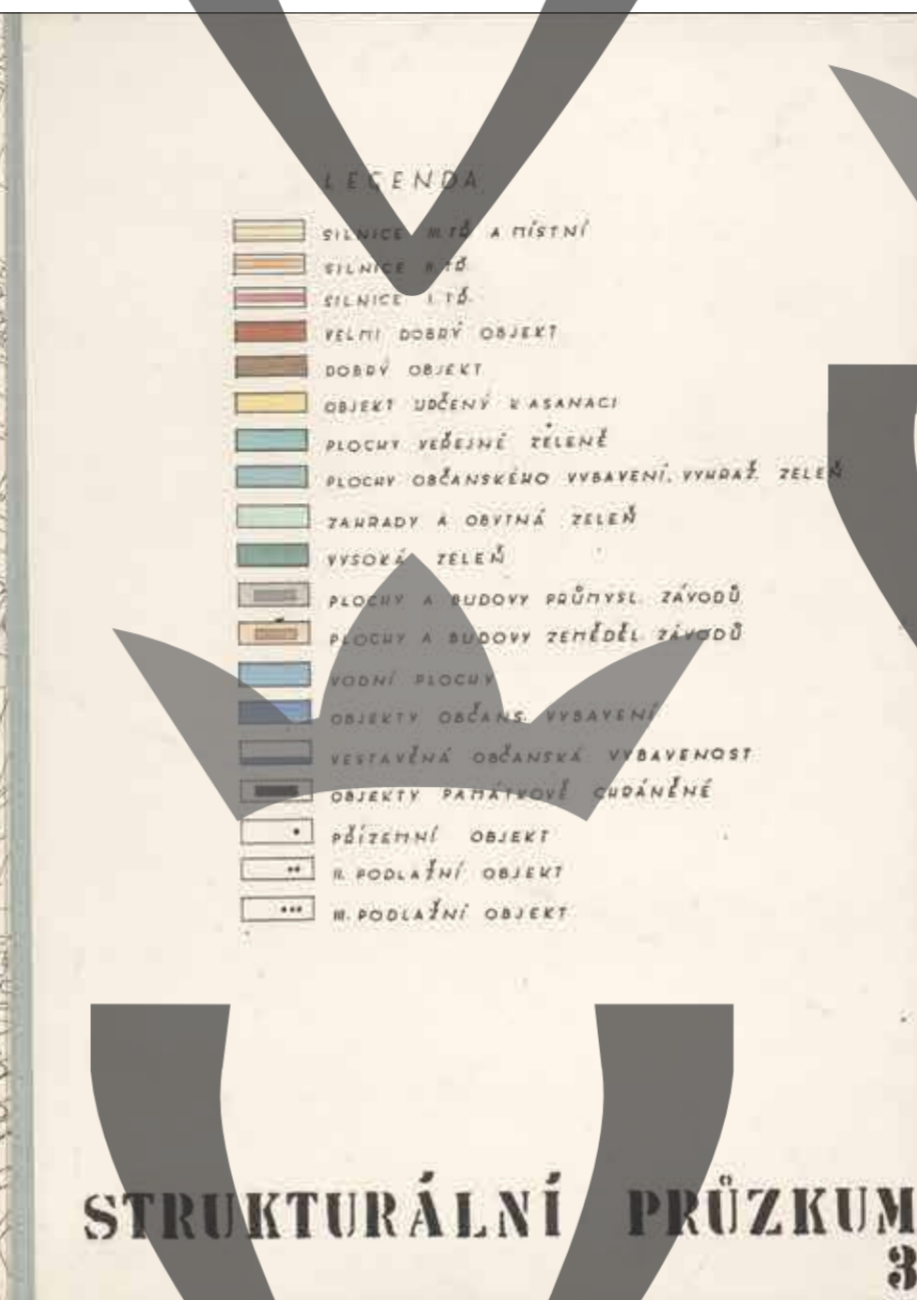 LEGENDA
SILNICE III. TŘ. A MÍSTNÍ
SILNICE II. TŘ.
SILNICE I. TŘ.
VELMI DOBRÝ OBJEKT
DOBRÝ OBJEKT
OBJEKT URČENÝ K ASANACI
PLOCHY VEŘEJNÉ ZELENĚ
PLOCHY OBČANSKÉHO VYBAVENÍ, VYHRAŽ. ZELEŇ
ZAHRADY A OBYTNÁ ZELEŇ
VYSOKÁ ZELEŇ
PLOCHY A BUDOVY PRŮMYSL. ZÁVODŮ
PLOCHY A BUDOVY ZEMĚDĚL. ZÁVODŮ
VODNÍ PLOCHY
OBJEKTY OBČANS. VYBAVENÍ
VESTAVĚNÁ OBČANSKÁ VYBAVENOST
OBJEKTY PAMÁTKOVĚ CHRÁNĚNÉ
PŘÍZEMNÍ OBJEKT
II. PODLAŽNÍ OBJEKT
III. PODLAŽNÍ OBJEKT
STRUKTURÁLNÍ PRŮZKUM
3